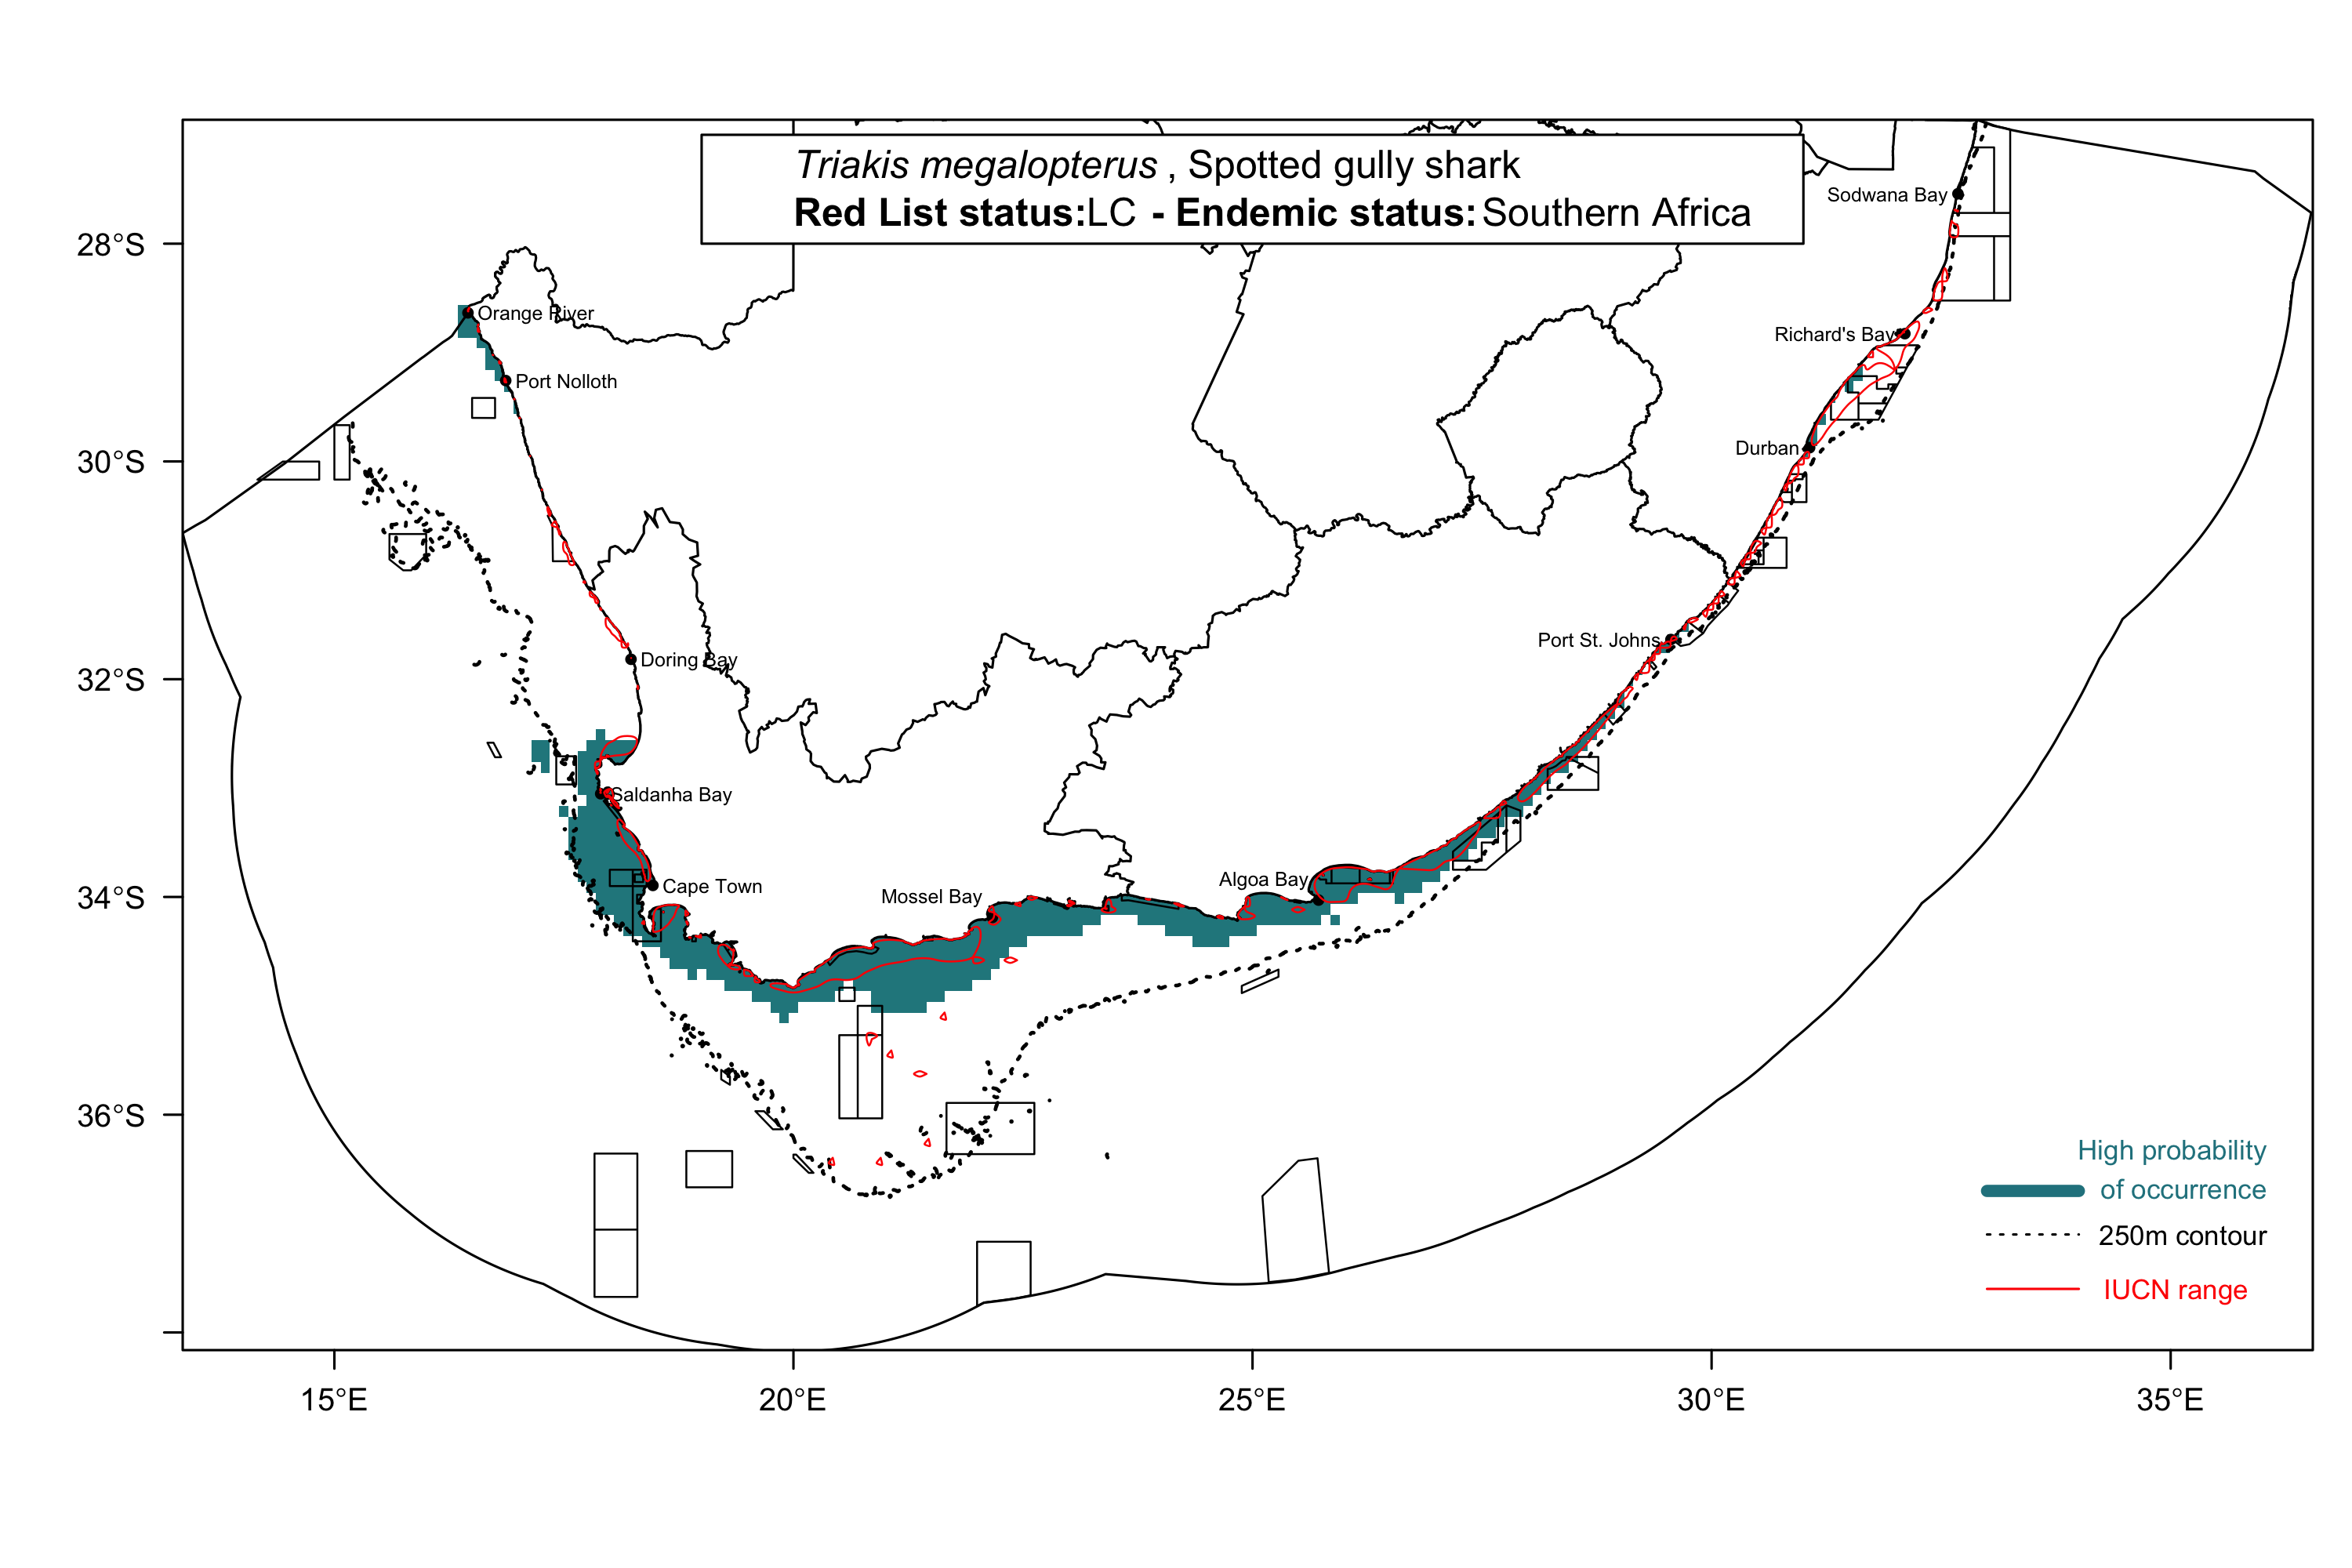 Triakis megalopterus , Spotted gully shark
Red List status:LC - Endemic status:Southern Africa
Sodwana Bay
28°S
Orange River
Richard's Bay
Port Nolloth
Durban
30°S
Port St. Johns
Doring Bay
32°S
Saldanha Bay
Algoa Bay
Cape Town
Mossel Bay
34°S
36°S
High probability
of occurrence
250m contour
IUCN range
15°E
20°E
25°E
30°E
35°E